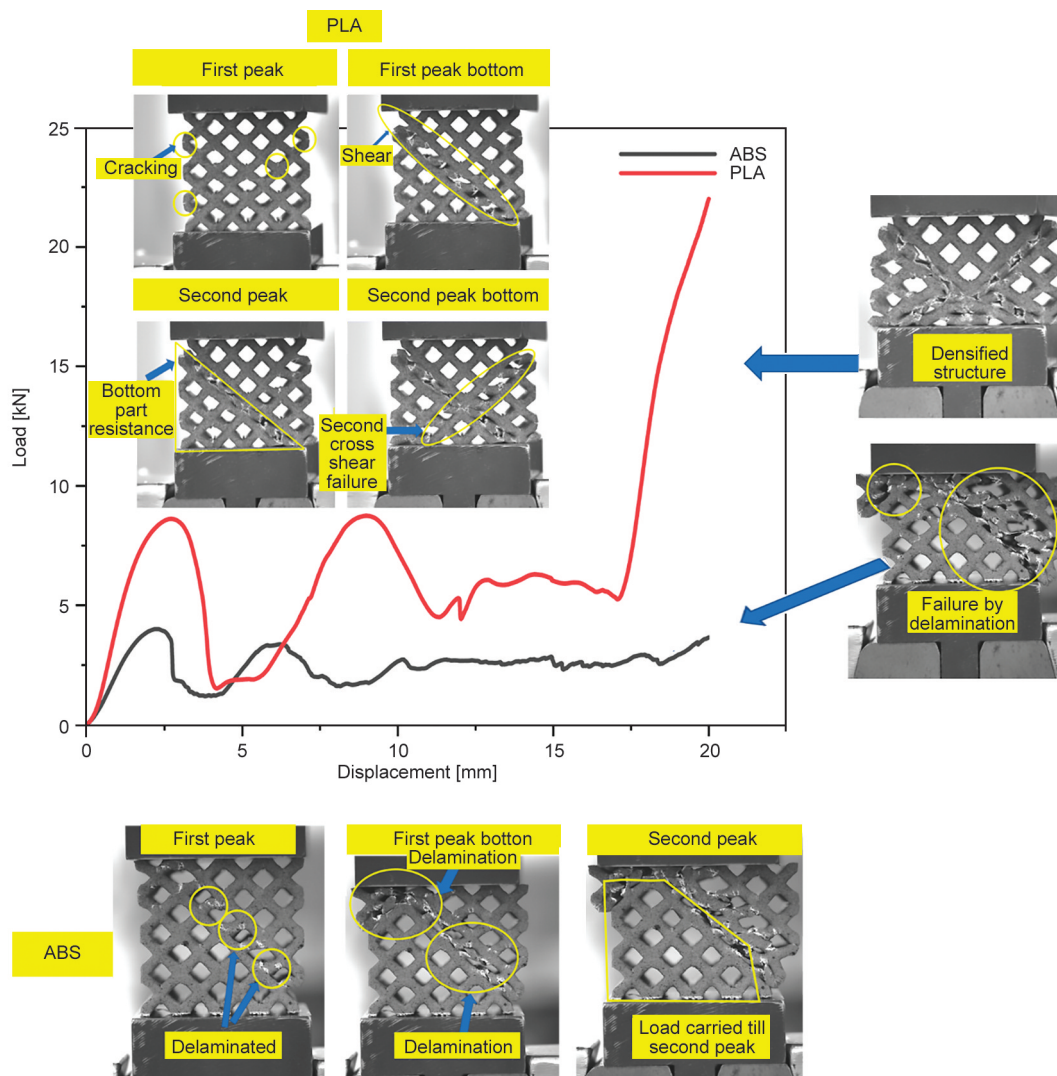 PLA
First peak
First peak bottom
Cracking
Shear
Second peak
Second peak bottom
Bottom
part
resistance
Second
cross
shear
failure
ABS
PLA
Densified
structure
Failure by
delamination
25
20
15
10
5
0
Load [kN]
0
5
10
15
20
Displacement [mm]
First peak
First peak botton
Delamination
Second peak
ABS
Delaminated
Delamination
Load carried till
second peak